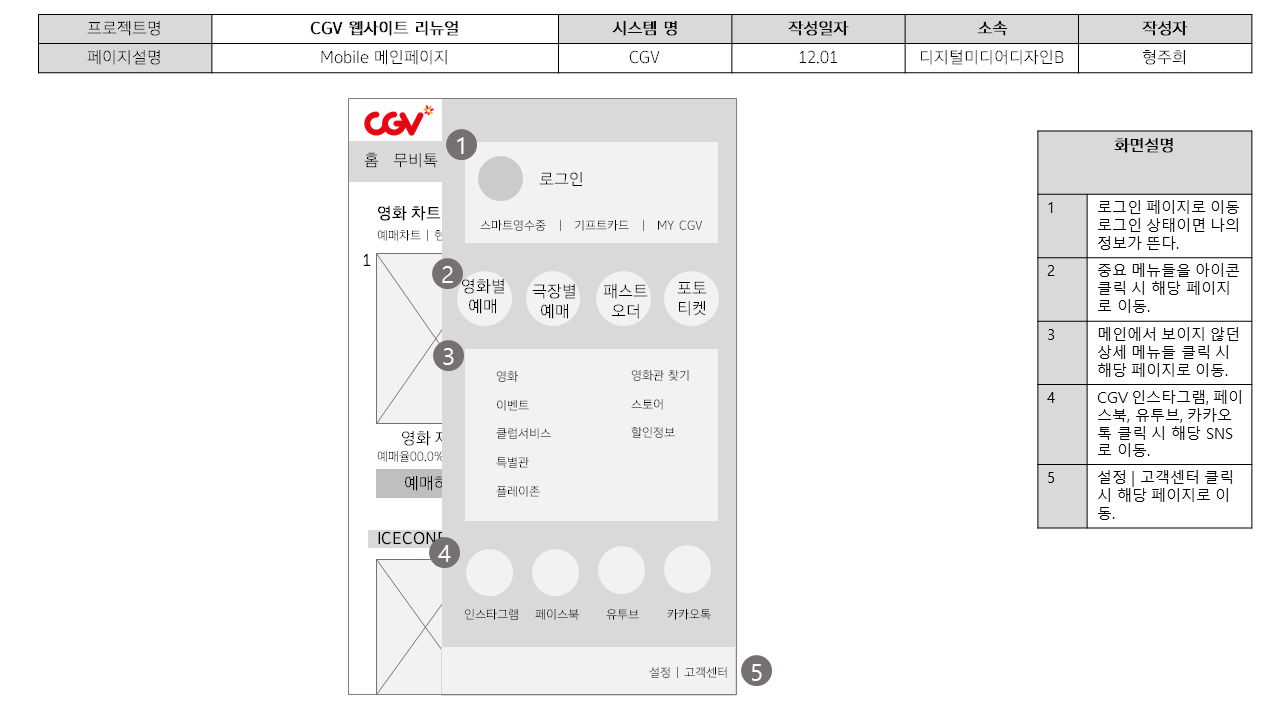 프로젝트명 CGV 웹사이트 리뉴얼 시스템 명 작성일자 소속 작성자
페이지설명 Mobile 메인페이지 CGV 12.01 디지털미디어디자인B 형주희
CGV
홈 무비톡
1
로그인
스마트영수중 | 기프트카드 | MY CGV
영화 차트
예매차트 |
1
2
영화별
예매
극장별
예매
패스트
오더
포토
티켓
3
영화 영화관 찾기
이벤트 스토어
클럽서비스 할인정보
특별관
플레이존
영화
예매율00.0%
예매하
ICECON
4
인스타그램 페이스북 유투브 카카오톡
설정 | 고객센터
5
화면설명
1 로그인 페이지로 이동
로그인 상태이면 나의
정보가 뜬다.
2 중요 메뉴들을 아이콘
클릭 시 해당 페이지
로 이동.
3 메인에서 보이지 않던
상세 메뉴들 클릭 시
해당 페이지로 이동.
4 CGV 인스타그램, 페이
스북, 유투브, 카카오
톡 클릭 시 해당 SNS
로 이동.
5 설정 | 고객센터 클릭
시 해당 페이지로 이
동.